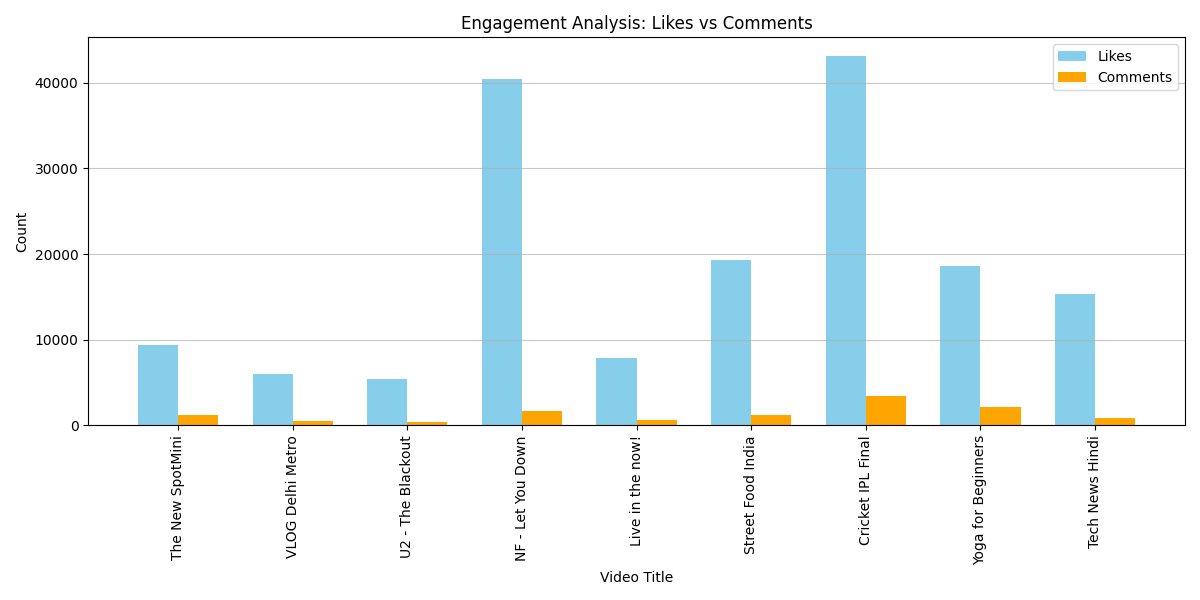 Engagement Analysis: Likes vs Comments
Likes
Comments
Count
40000
30000
20000
10000
0
The New SpotMini
VLOG Delhi Metro
U2 - The Blackout
NF - Let You Down
Live in the now!
Street Food India
Cricket IPL Final
Yoga for Beginners
Tech News Hindi
Video Title